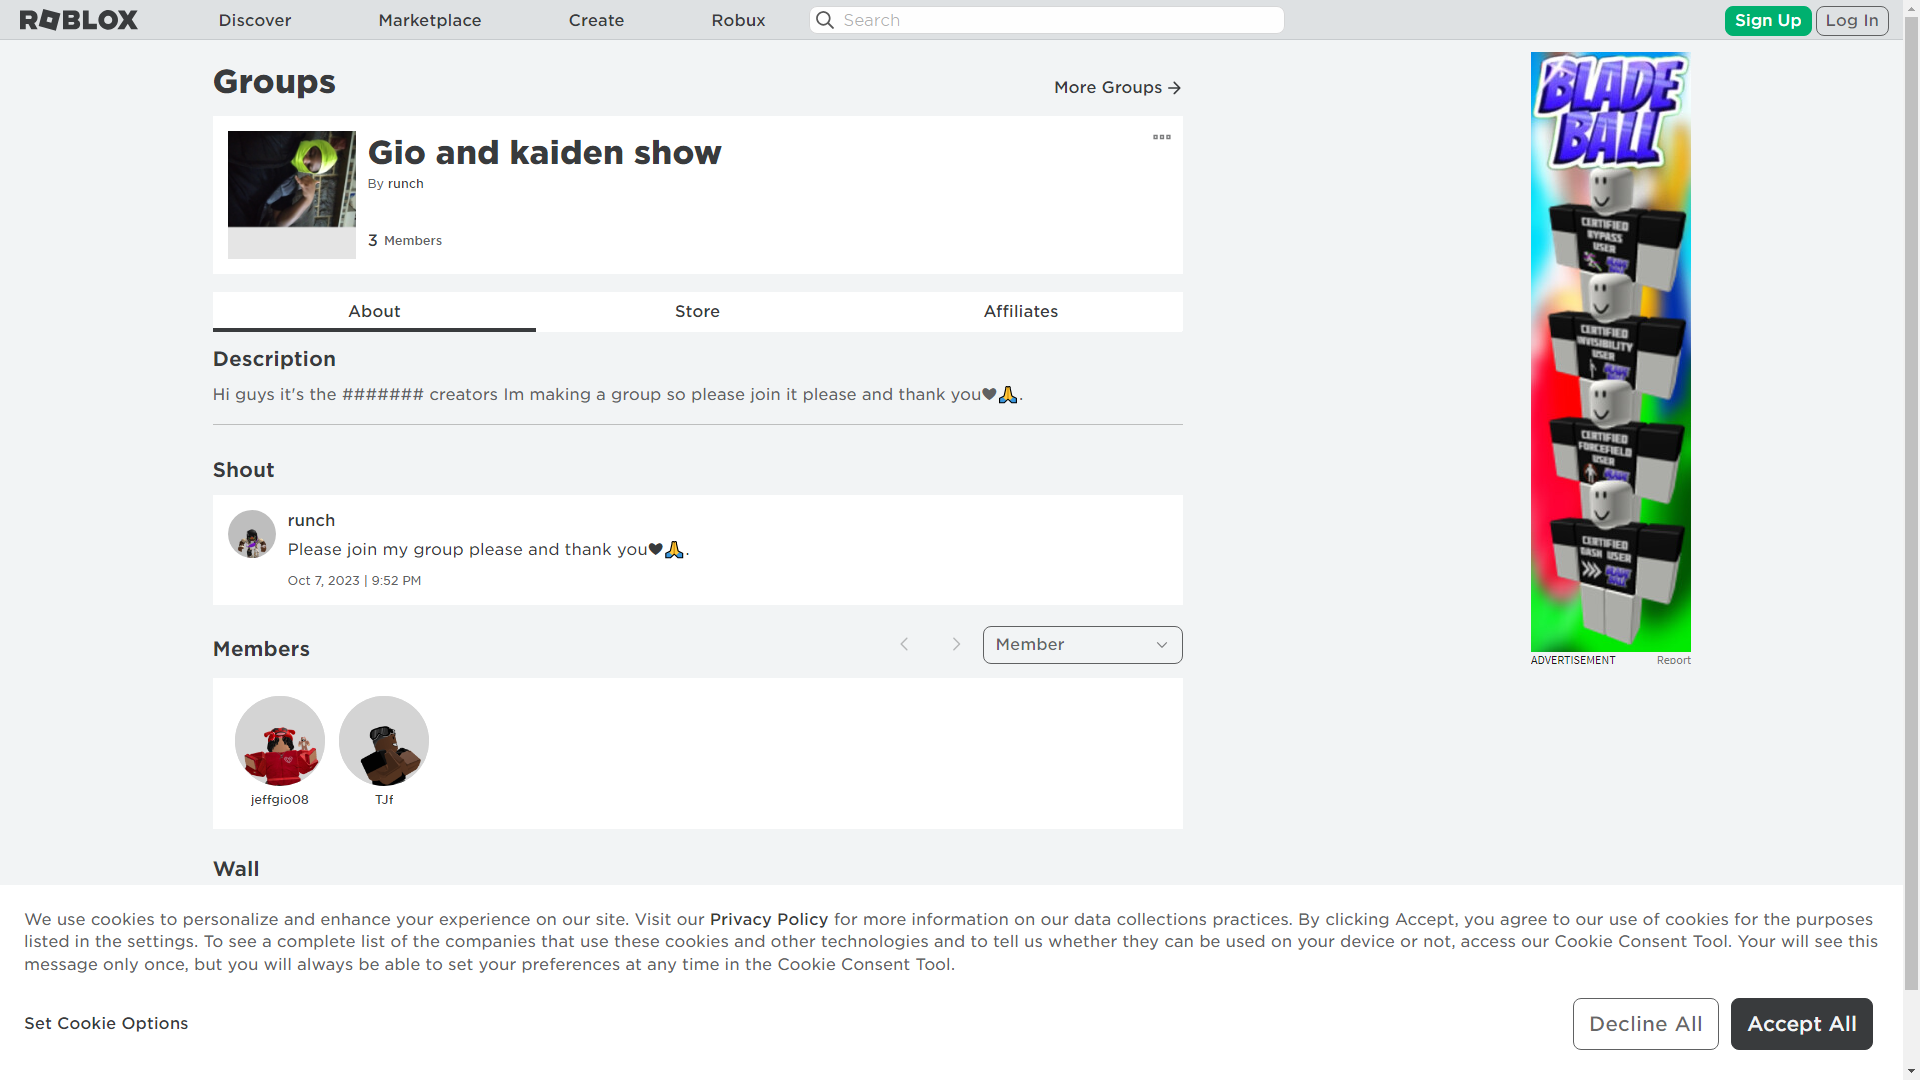 ROBLOX
Discover
Marketplace
Create
Robux
Search
Sign Up
Log In
Groups
More Groups
Gio and kaiden show
By runch
3 Members
About
Store
Affiliates
Description
Hi guys it's the ####### creators Im making a group so please join it please and thank you🖤🙏.
Shout
runch
Please join my group please and thank you🖤🙏.
Oct 7, 2023 | 9:52 PM
Members
Member
jeffgio08
TJf
Wall
BLADE
BALL
CERTIFIED
BYPASS
USER
CERTIFIED
INVISIBILITY
USER
CERTIFIED
FORCEFIELD
USER
CERTIFIED
DASH USER
ADVERTISEMENT
Report
We use cookies to personalize and enhance your experience on our site. Visit our Privacy Policy for more information on our data collections practices. By clicking Accept, you agree to our use of cookies for the purposes
listed in the settings. To see a complete list of the companies that use these cookies and other technologies and to tell us whether they can be used on your device or not, access our Cookie Consent Tool. Your will see this
message only once, but you will always be able to set your preferences at any time in the Cookie Consent Tool.
Set Cookie Options
Decline All
Accept All